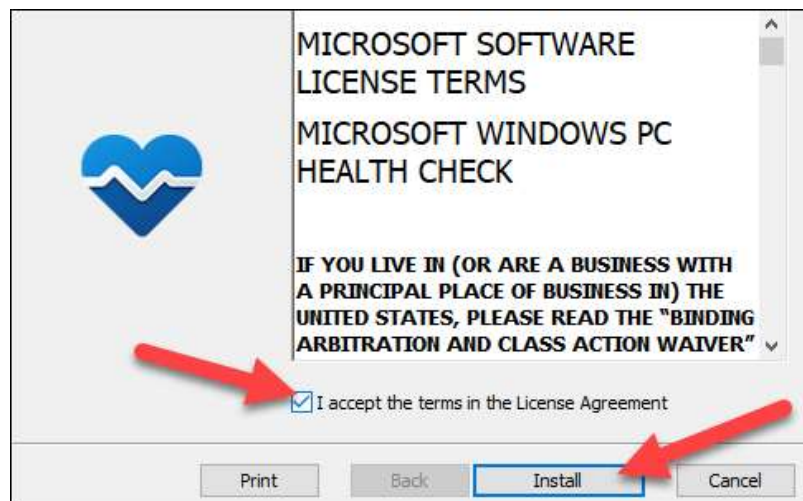 MICROSOFT SOFTWARE
LICENSE TERMS
MICROSOFT WINDOWS PC
HEALTH CHECK
IF YOU LIVE IN (OR ARE A BUSINESS WITH
A PRINCIPAL PLACE OF BUSINESS IN) THE
UNITED STATES, PLEASE READ THE “BINDING
ARBITRATION AND CLASS ACTION WAIVER”
I accept the terms in the License Agreement
Print Back Install Cancel